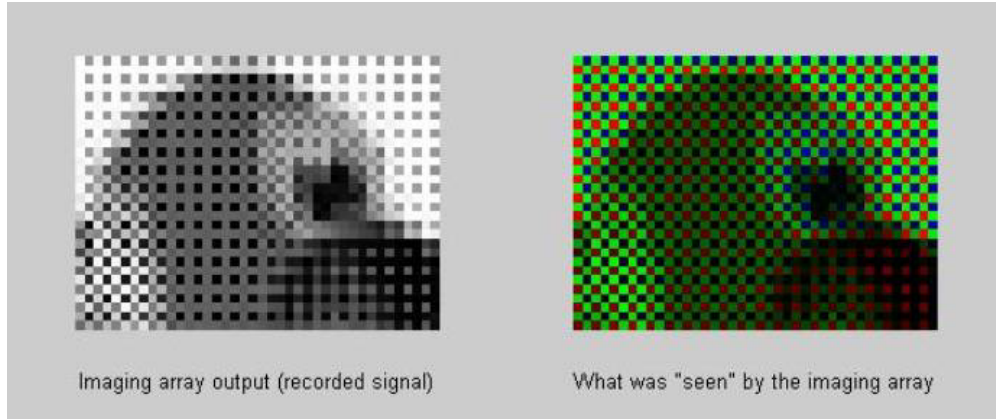 Imaging array output (recorded signal)
What was "seen" by the imaging array